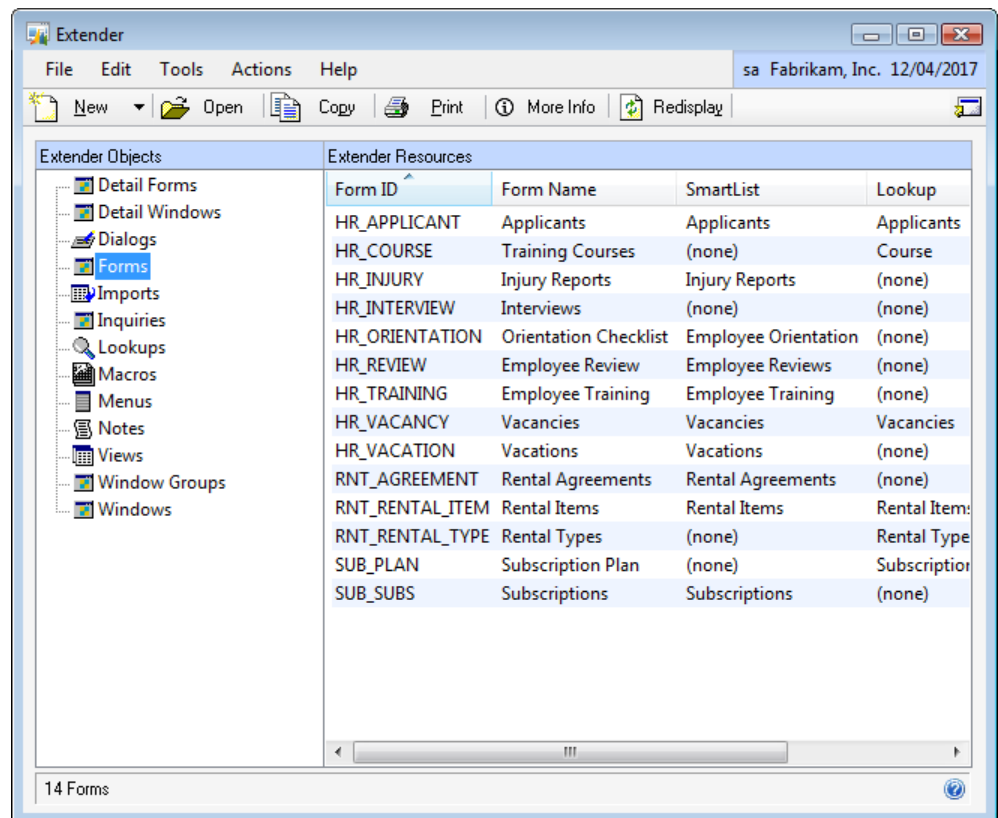 Extender
File Edit Tools Actions Help sa Fabrikam, Inc. 12/04/2017
New Open Copy Print More Info Redisplay
Extender Objects Extender Resources
Detail Forms
Detail Windows
Dialogs
Forms
Imports
Inquiries
Lookups
Macros
Menus
Notes
Views
Window Groups
Windows
Form ID Form Name SmartList Lookup
HR_APPLICANT Applicants Applicants Applicants
HR_COURSE Training Courses (none) Course
HR_INJURY Injury Reports Injury Reports (none)
HR_INTERVIEW Interviews (none) (none)
HR_ORIENTATION Orientation Checklist Employee Orientation (none)
HR_REVIEW Employee Review Employee Reviews (none)
HR_TRAINING Employee Training Employee Training (none)
HR_VACANCY Vacancies Vacancies Vacancies
HR_VACATION Vacations Vacations (none)
RNT_AGREEMENT Rental Agreements Rental Agreements (none)
RNT_RENTAL_ITEM Rental Items Rental Items Rental Item
RNT_RENTAL_TYPE Rental Types (none) Rental Type
SUB_PLAN Subscription Plan (none) Subscription
SUB_SUBS Subscriptions Subscriptions (none)
14 Forms